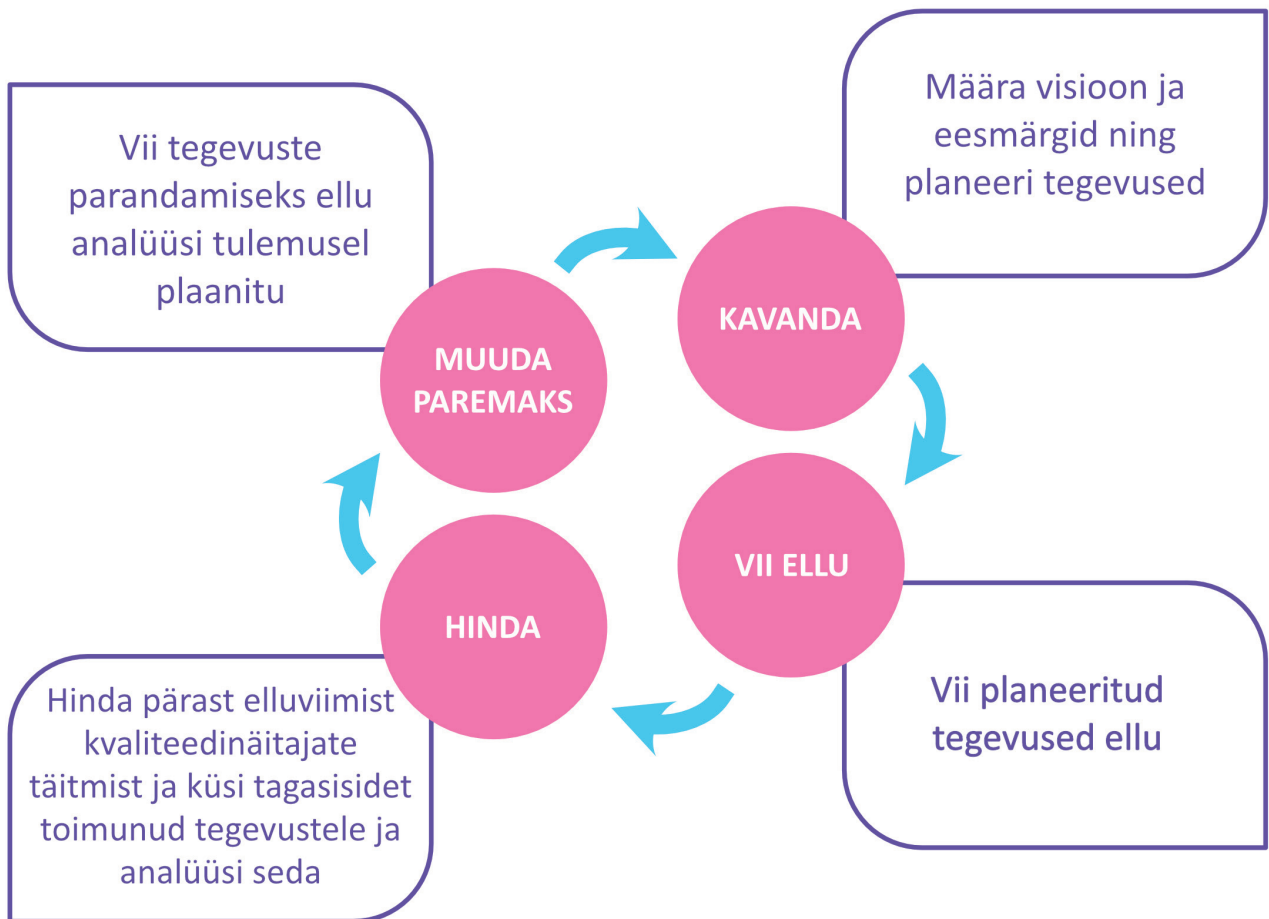 Määra visioon ja
eesmärgid ning
planeeri tegevused
KAVANDA
Vii planeeritud
tegevused ellu
VII ELLU
Hinda pärast elluviimist
kvaliteedinäitajate
täitmist ja küsi tagasisidet
toimunud tegevustele ja
analüüsi seda
HINDA
Vii tegevuste
parandamiseks ellu
analüüsi tulemusel
plaanitu
MUUDA
PAREMAKS